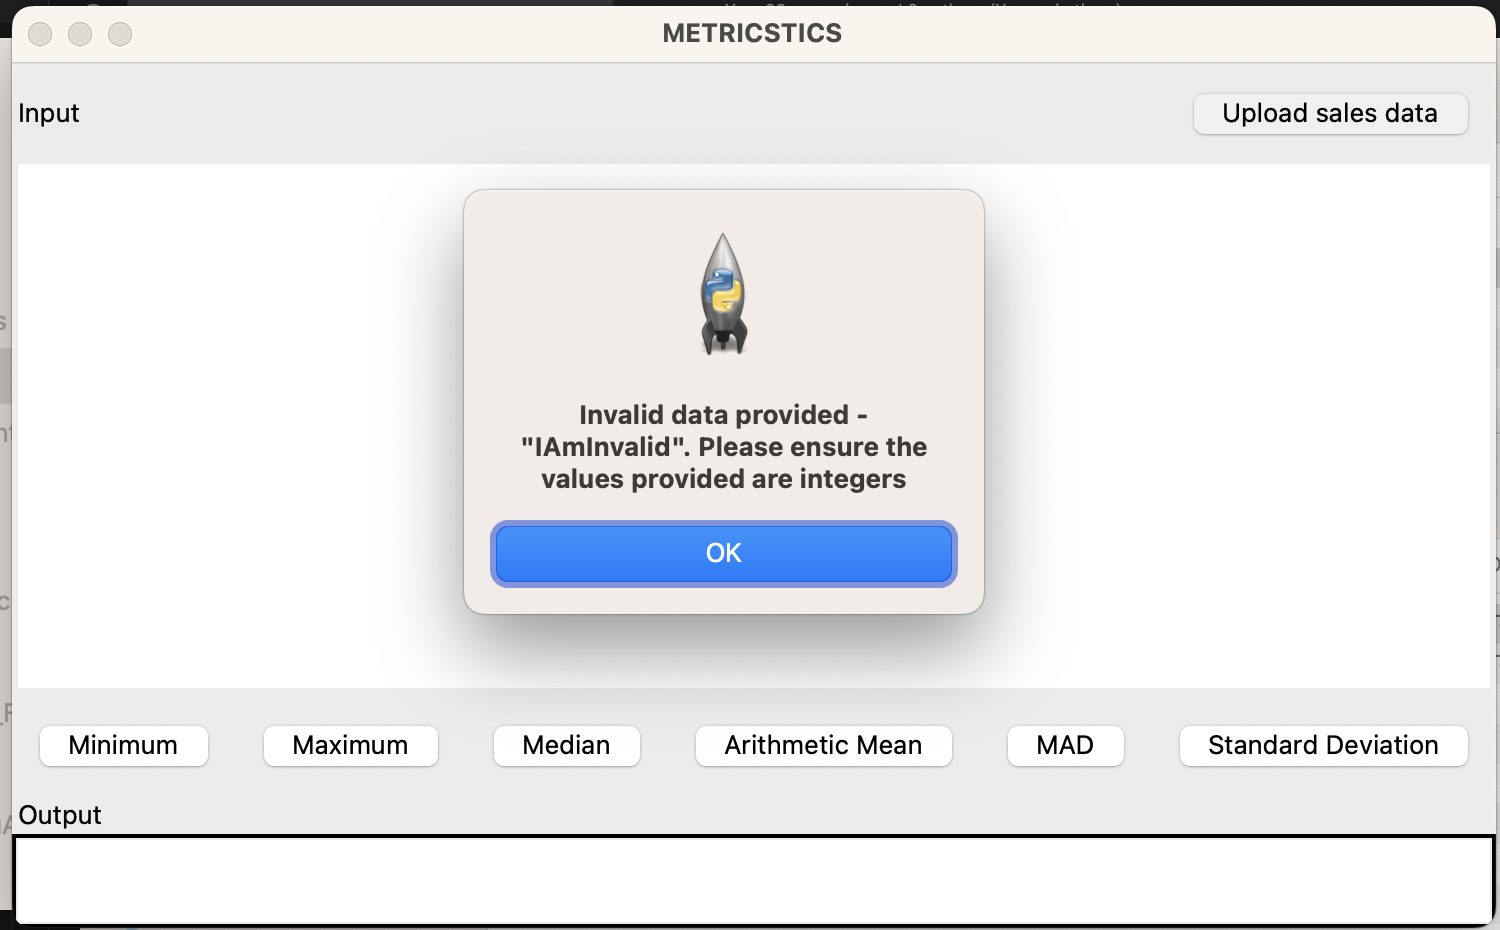 METRICSTICS
Input
Upload sales data
Invalid data provided -
"IAmInvalid". Please ensure the
values provided are integers
OK
Minimum
Maximum
Median
Arithmetic Mean
MAD
Standard Deviation
Output